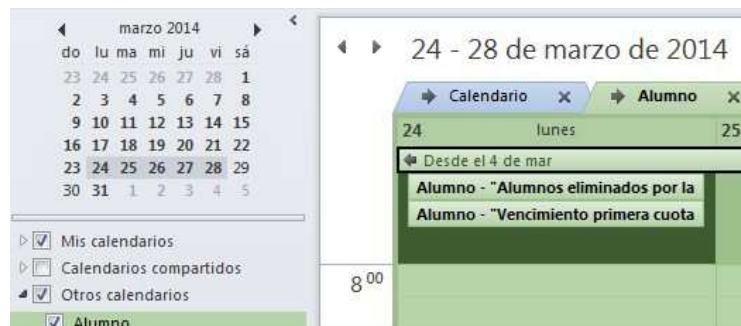 marzo 2014
do lu ma mi ju vi sá
23 24 25 26 27 28 1
2 3 4 5 6 7 8
9 10 11 12 13 14 15
16 17 18 19 20 21 22
23 24 25 26 27 28 29
30 31 1 2 3 4 5
Mis calendarios
Calendarios compartidos
Otros calendarios
Alumno
24 - 28 de marzo de 2014
Calendario Alumno
24 lunes 25
Desde el 4 de mar
Alumno - "Alumnos eliminados por la
Alumno - "Vencimiento primera cuota
8 00